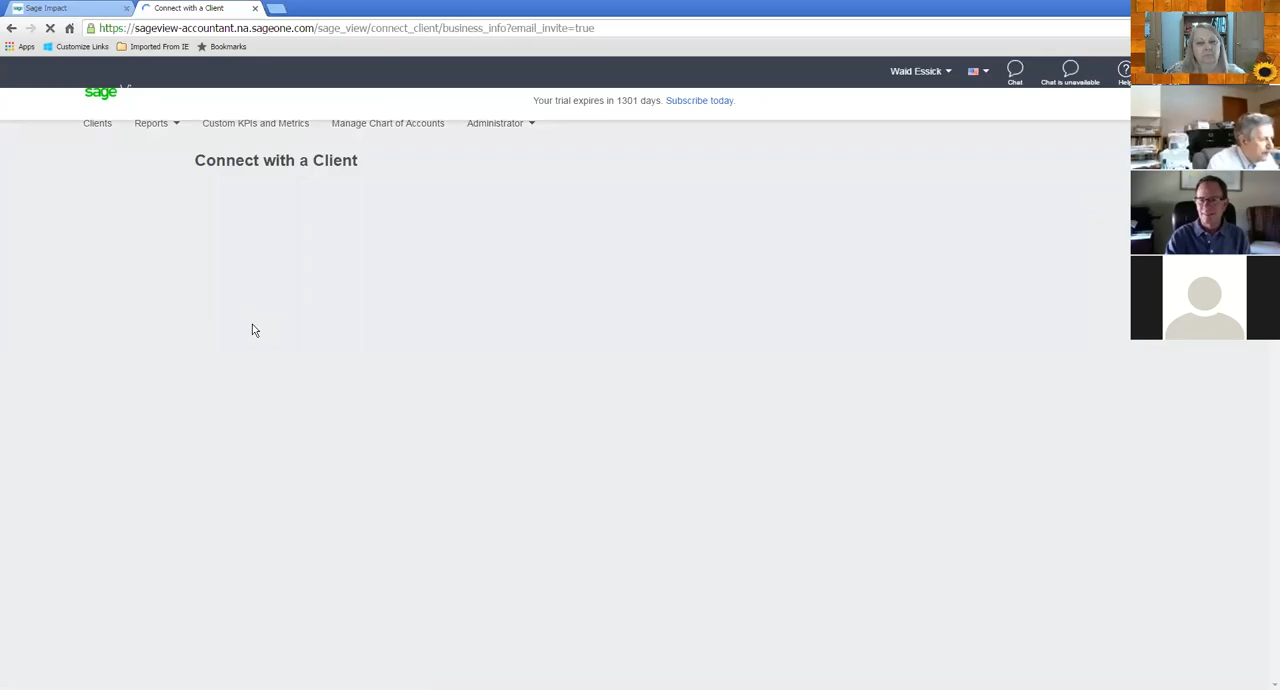 Sage Impact
Connect with a Client
https://sageview-accountant.na.sageone.com/sage_view/connect_client/business_info?email_invite=true
Apps Customize Links Imported From IE Bookmarks
Waid Essick
Chat Chat is unavailable Help
sage
Your trial expires in 1301 days. Subscribe today.
Clients Reports Custom KPIs and Metrics Manage Chart of Accounts Administrator
Connect with a Client